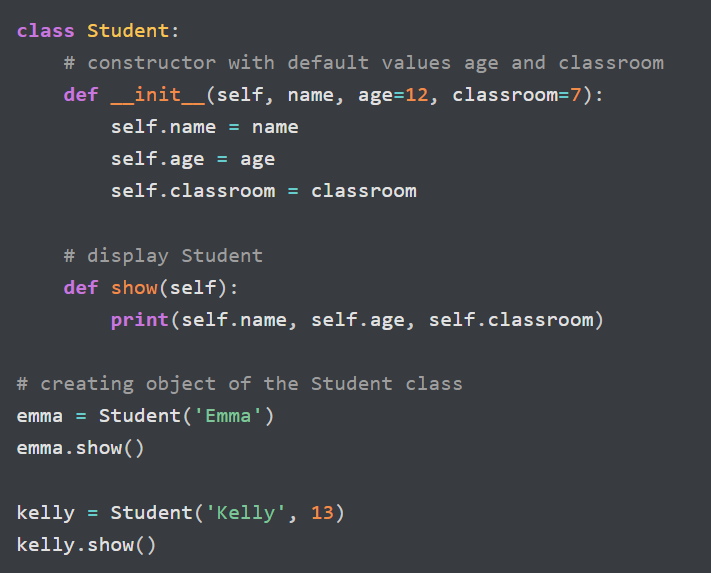 class Student:
    # constructor with default values age and classroom
    def __init__(self, name, age=12, classroom=7):
        self.name = name
        self.age = age
        self.classroom = classroom

    # display Student
    def show(self):
        print(self.name, self.age, self.classroom)

# creating object of the Student class
emma = Student('Emma')
emma.show()

kelly = Student('Kelly', 13)
kelly.show()